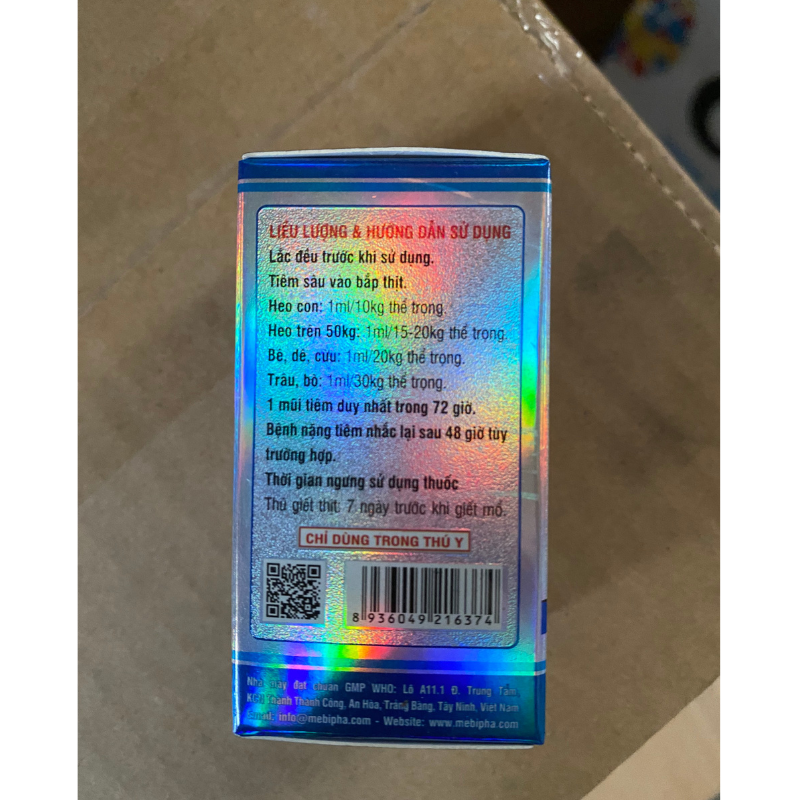 LIỀU LƯỢNG & HƯỚNG DẪN SỬ DỤNG
Lắc đều trước khi sử dụng.
Tiêm sâu vào bắp thịt.
Heo con: 1ml/10kg thể trọng.
Heo trên 50kg: 1ml/15-20kg thể trọng.
Bê, dê, cừu: 1ml/20kg thể trọng.
Trâu, bò: 1ml/30kg thể trọng.
1 mũi tiêm duy nhất trong 72 giờ.
Bệnh nặng tiêm nhắc lại sau 48 giờ tùy
trường hợp.
Thời gian ngưng sử dụng thuốc
Thú giết thịt: 7 ngày trước khi giết mổ.
CHỈ DÙNG TRONG THÚ Y
8 936049 216374
Nhà máy đạt chuẩn GMP WHO: Lô A11.1 Đ. Trung Tâm,
KCN Thành Thành Công, An Hòa, Trảng Bàng, Tây Ninh, Việt Nam
Email: info@mebipha.com - Website: www.mebipha.com